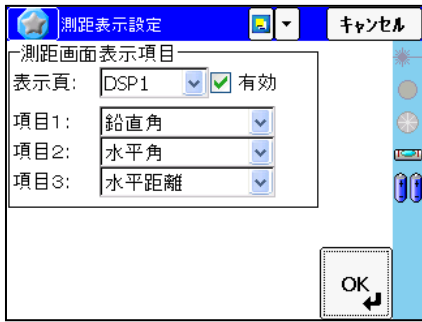 測距表示設定
キャンセル
測距画面表示項目
表示頁: DSP1 有効
項目1: 鉛直角
項目2: 水平角
項目3: 水平距離
OK